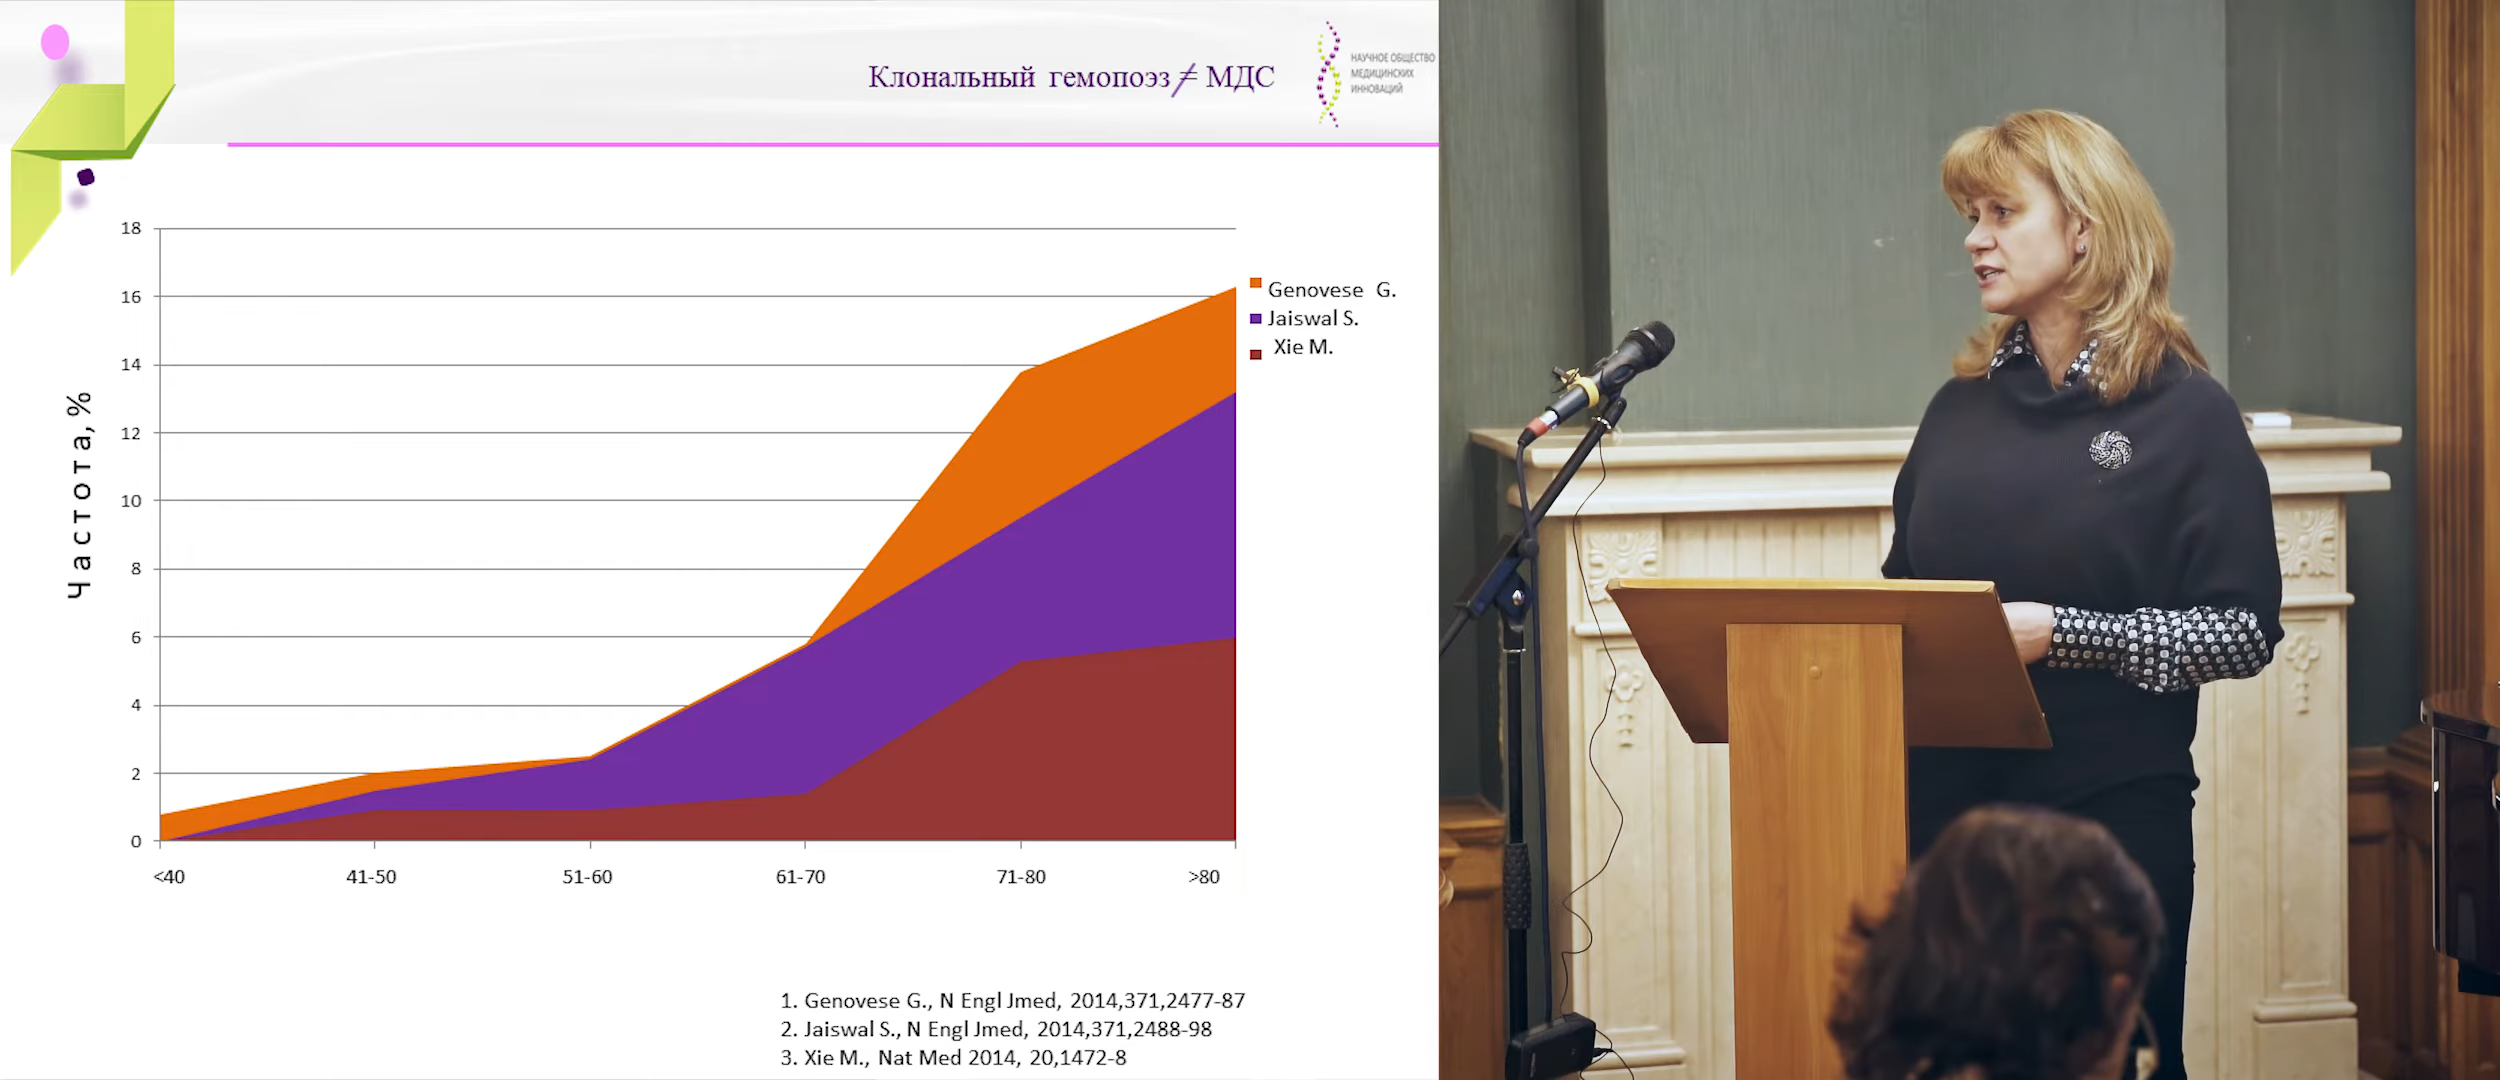 Клональный гемопоэз ≠ МДС
НАУЧНОЕ ОБЩЕСТВО
МЕДИЦИНСКИХ
ИННОВАЦИЙ
Частота,%
18
16
14
12
10
8
6
4
2
0
<40 41-50 51-60 61-70 71-80 >80
Genovese G.
Jaiswal S.
Xie M.
1. Genovese G., N Engl Jmed, 2014,371,2477-87
2. Jaiswal S., N Engl Jmed, 2014,371,2488-98
3. Xie M., Nat Med 2014, 20,1472-8